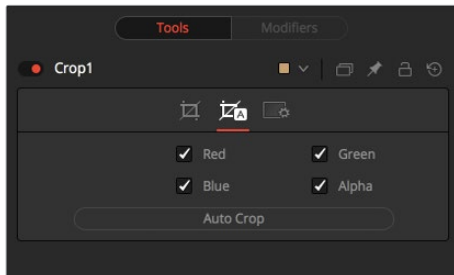 Tools Modifiers
Crop1
A
Red Green
Blue Alpha
Auto Crop